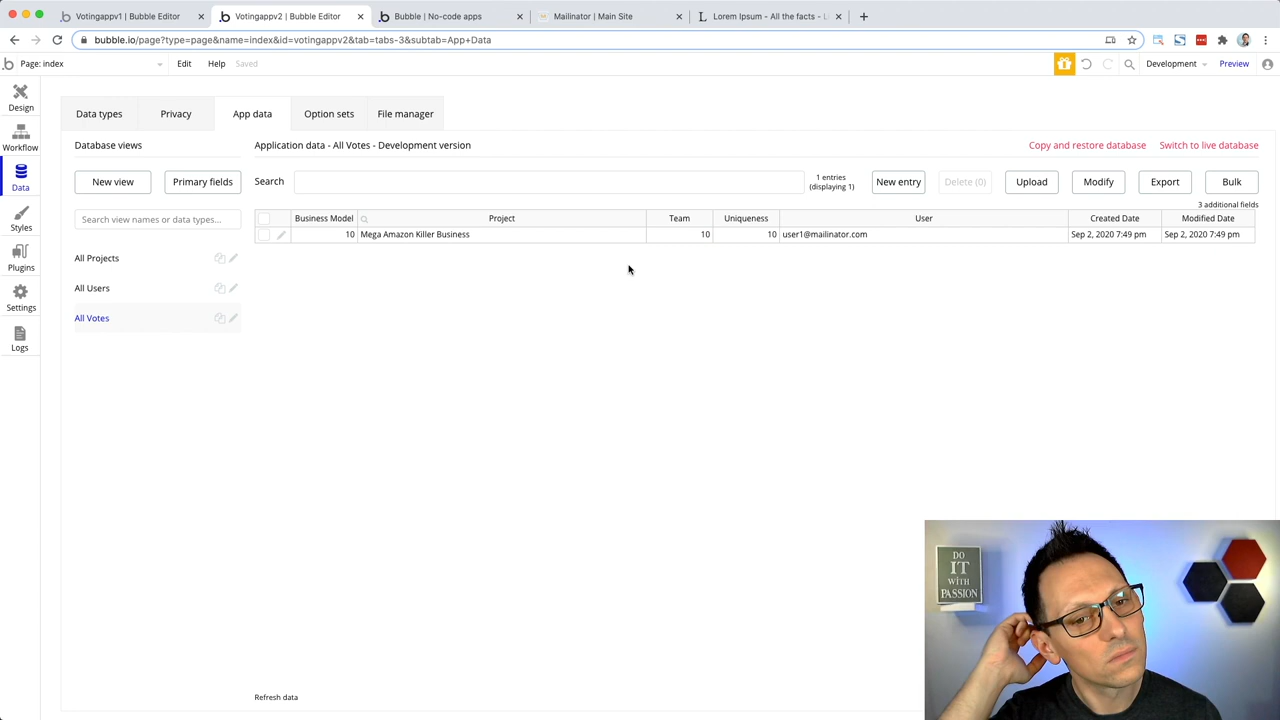 Votingappv1 | Bubble Editor
Votingappv2 | Bubble Editor
Bubble | No-code apps
Mailinator | Main Site
Lorem Ipsum - All the facts - Li
bubble.io/page?type=page&name=index&id=votingappv2&tab=tabs-3&subtab=App+Data
Page: index
Edit
Help
Saved
Development
Preview
Design
Workflow
Data
Styles
Plugins
Settings
Logs
Data types
Privacy
App data
Option sets
File manager
Database views
Application data - All Votes - Development version
Copy and restore database
Switch to live database
New view
Primary fields
Search
1 entries
(displaying 1)
New entry
Delete (0)
Upload
Modify
Export
Bulk
3 additional fields
Search view names or data types...
Business Model
Project
Team
Uniqueness
User
Created Date
Modified Date
10
Mega Amazon Killer Business
10
10
user1@mailinator.com
Sep 2, 2020 7:49 pm
Sep 2, 2020 7:49 pm
All Projects
All Users
All Votes
Refresh data
DO
IT
WITH
PASSION